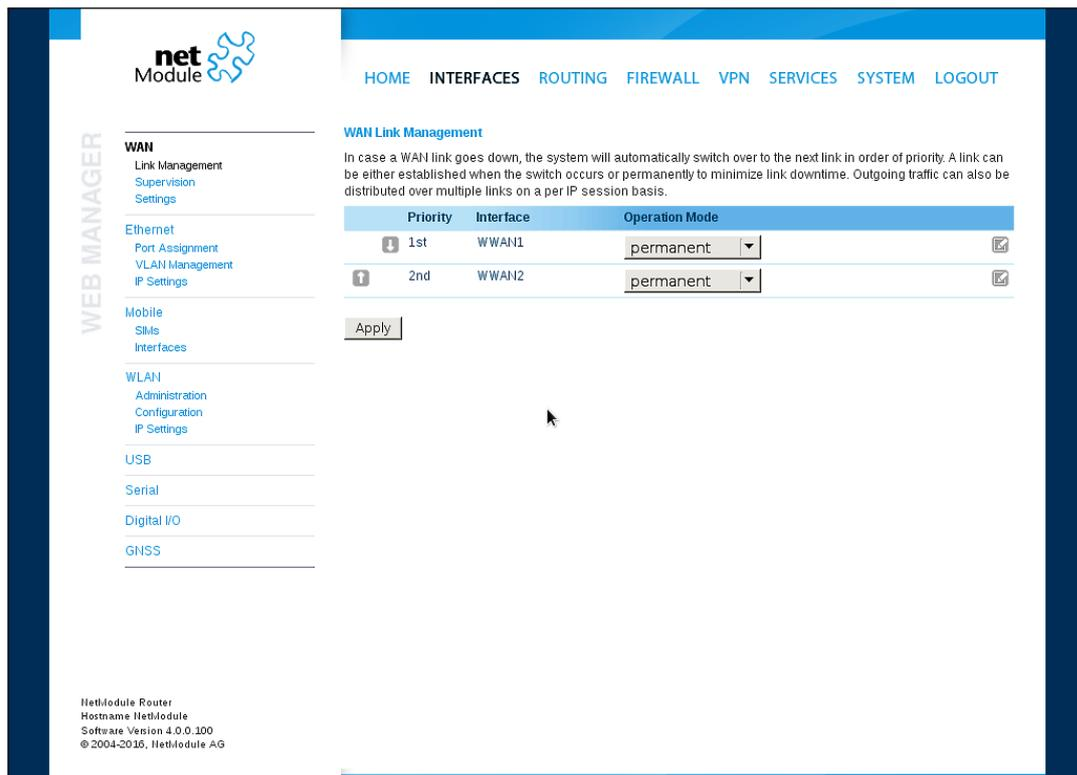 net
Module
HOME INTERFACES ROUTING FIREWALL VPN SERVICES SYSTEM LOGOUT
WEB MANAGER
WAN
Link Management
Supervision
Settings
Ethernet
Port Assignment
VLAN Management
IP Settings
Mobile
SIMs
Interfaces
WLAN
Administration
Configuration
IP Settings
USB
Serial
Digital I/O
GNSS
WAN Link Management
In case a WAN link goes down, the system will automatically switch over to the next link in order of priority. A link can
be either established when the switch occurs or permanently to minimize link downtime. Outgoing traffic can also be
distributed over multiple links on a per IP session basis.
Priority Interface Operation Mode
1st WWAN1 permanent
2nd WWAN2 permanent
Apply
NetModule Router
Hostname NetModule
Software Version 4.0.0.100
© 2004-2016, NetModule AG